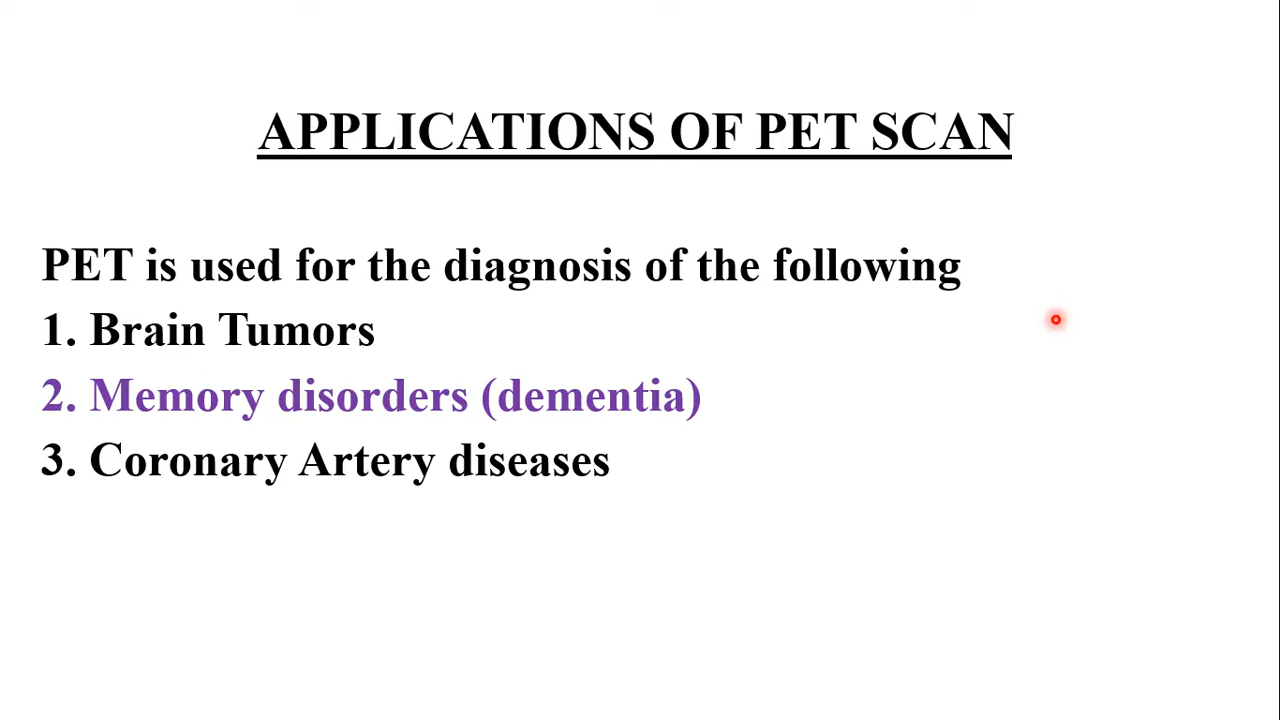 APPLICATIONS OF PET SCAN
PET is used for the diagnosis of the following
1. Brain Tumors
2. Memory disorders (dementia)
3. Coronary Artery diseases